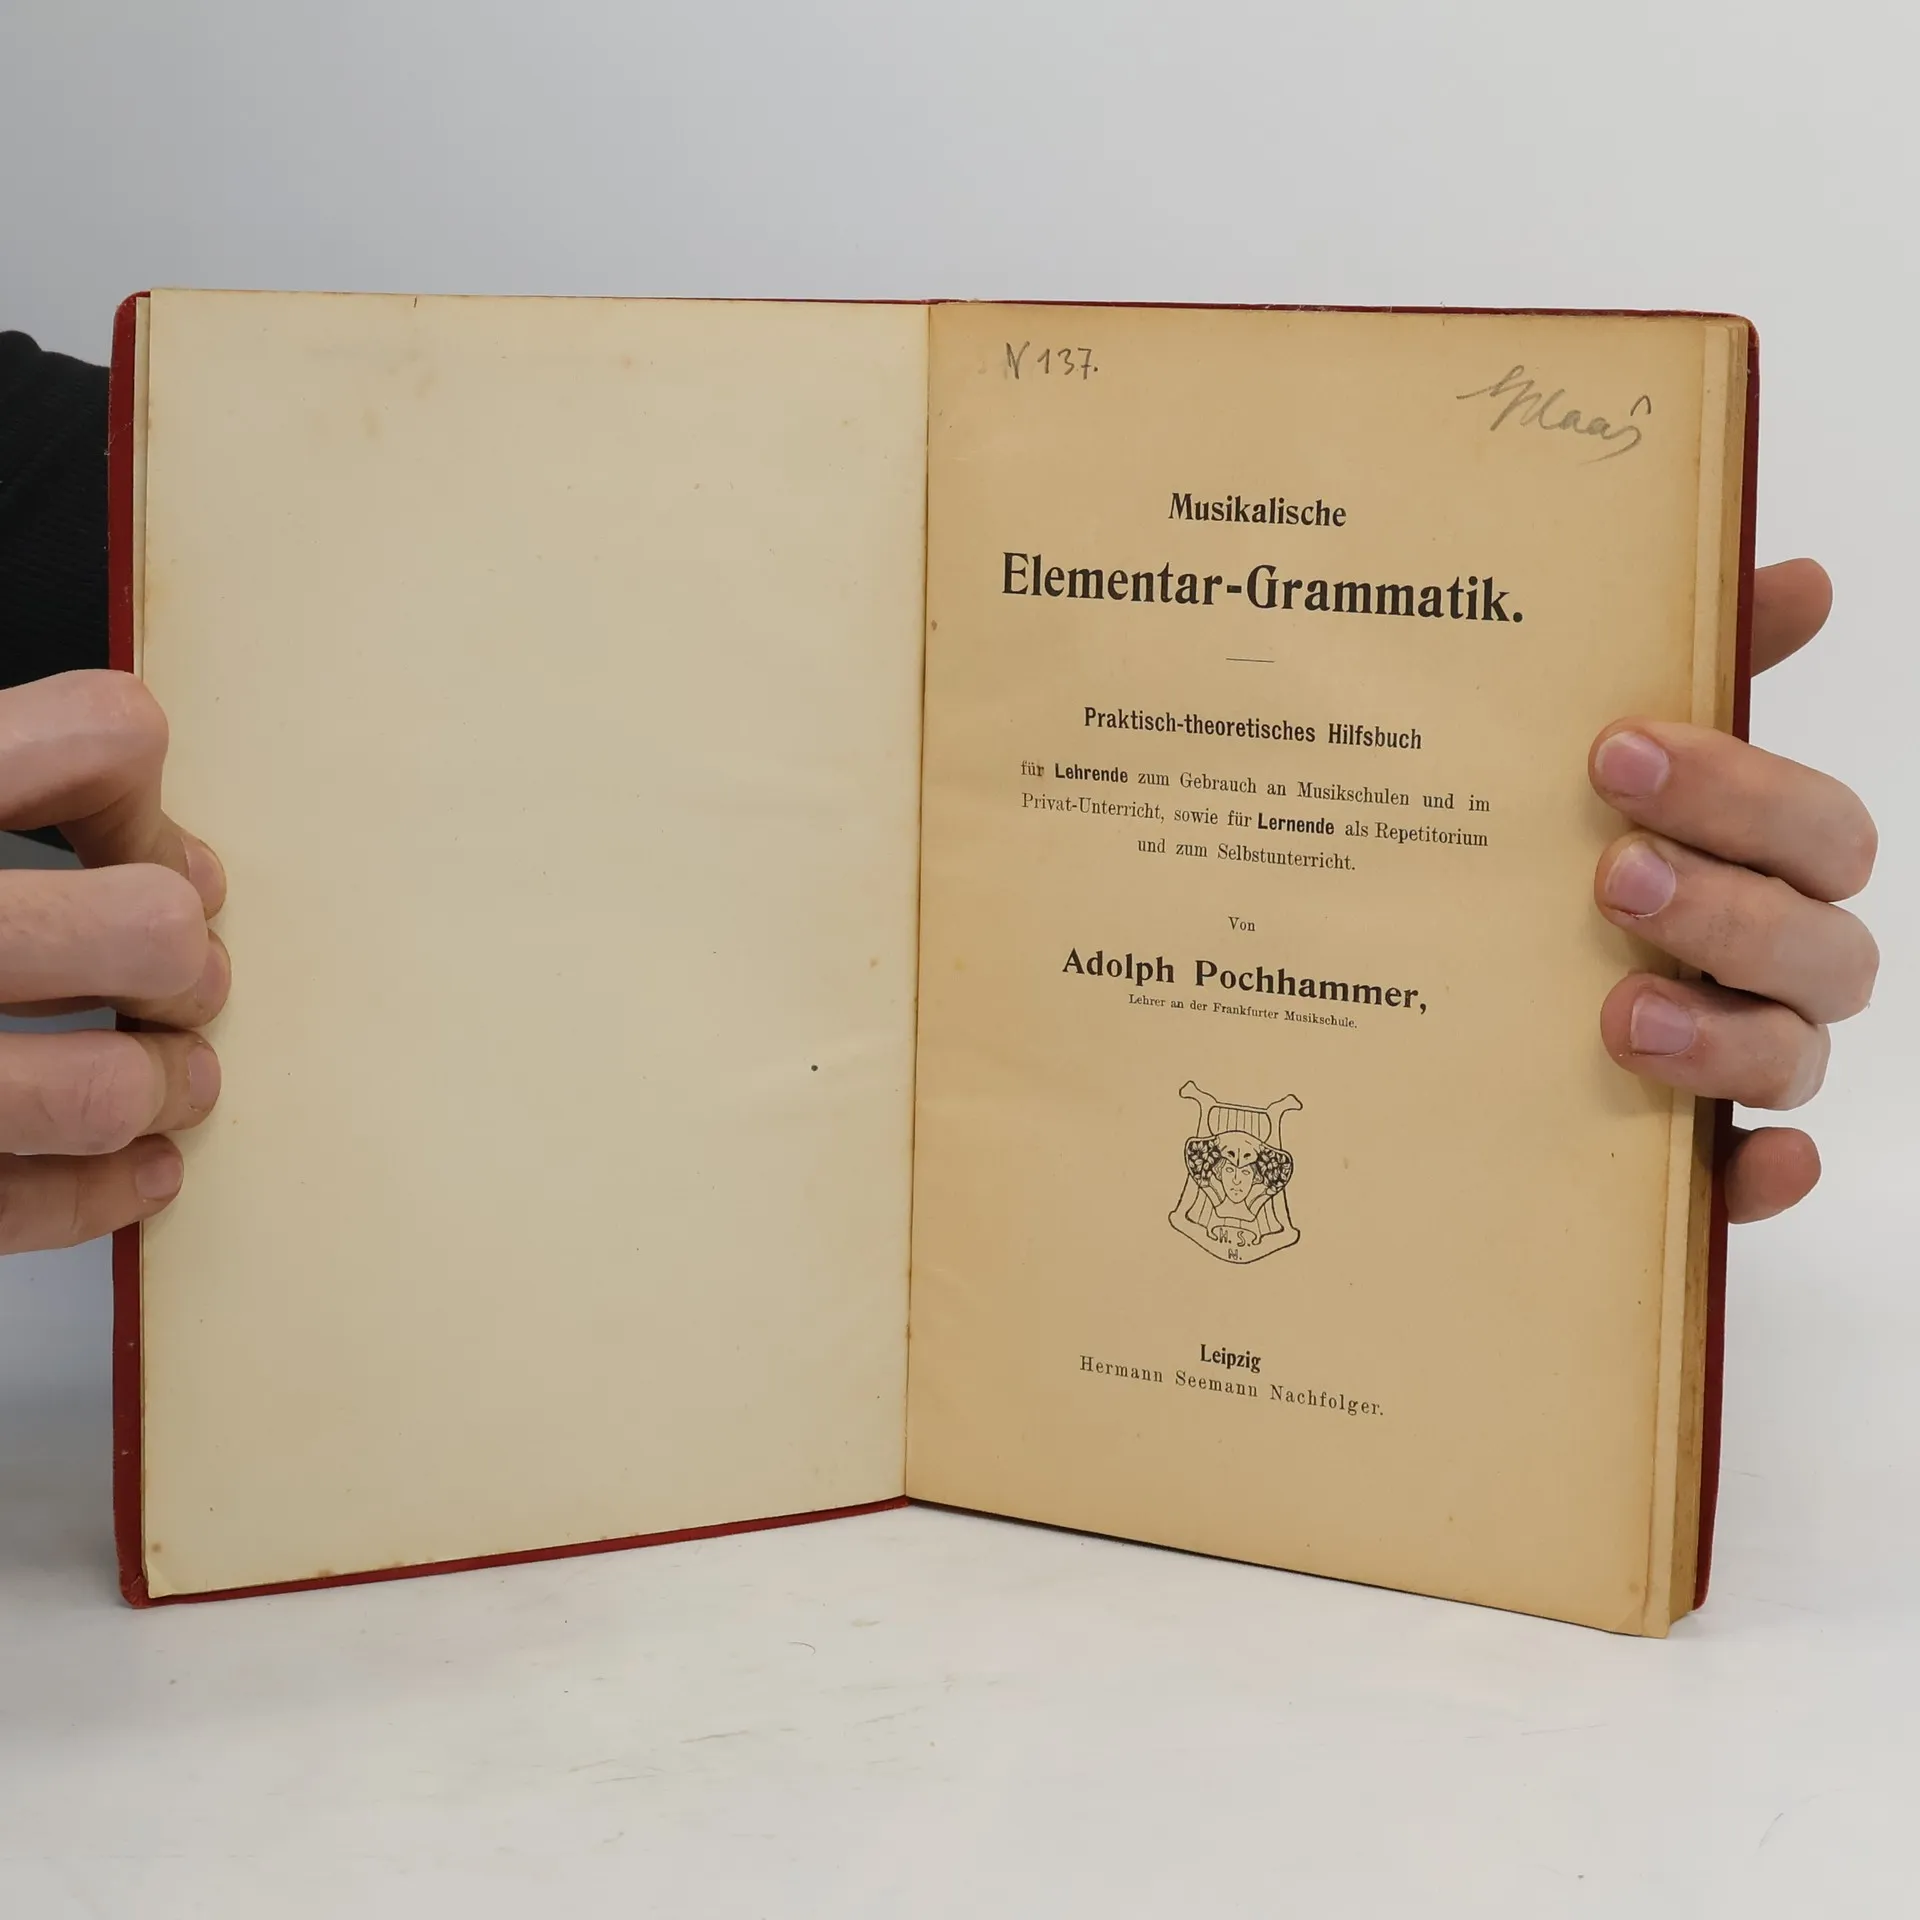 N 137.
Musikalische
Elementar-Grammatik.
Praktisch-theoretisches Hilfsbuch
für Lehrende zum Gebrauch an Musikschulen und im
Privat-Unterricht, sowie für Lernende als Repetitorium
und zum Selbstunterricht.
Von
Adolph Pochhammer,
Lehrer an der Frankfurter Musikschule.
H. S.
N.
Leipzig
Hermann Seemann Nachfolger.